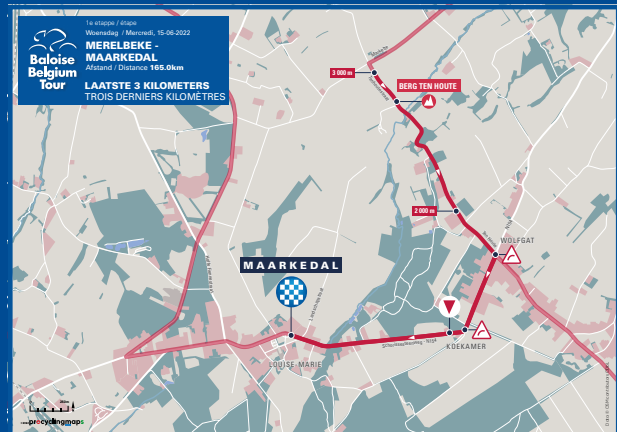 1e etappe / étape
Woensdag / Mercredi, 15-06-2022
MERELBEKE -
MAARKEDAL
Afstand / Distance 165.0km
LAATSTE 3 KILOMETERS
TROIS DERNIERS KILOMÈTRES
Baloise
Belgium
Tour
3 000 m
BERG TEN HOUTE
2 000 m
WOLFGAT
MAARKEDAL
KOEKAMER
LOUISE-MARIE
precyclingmaps